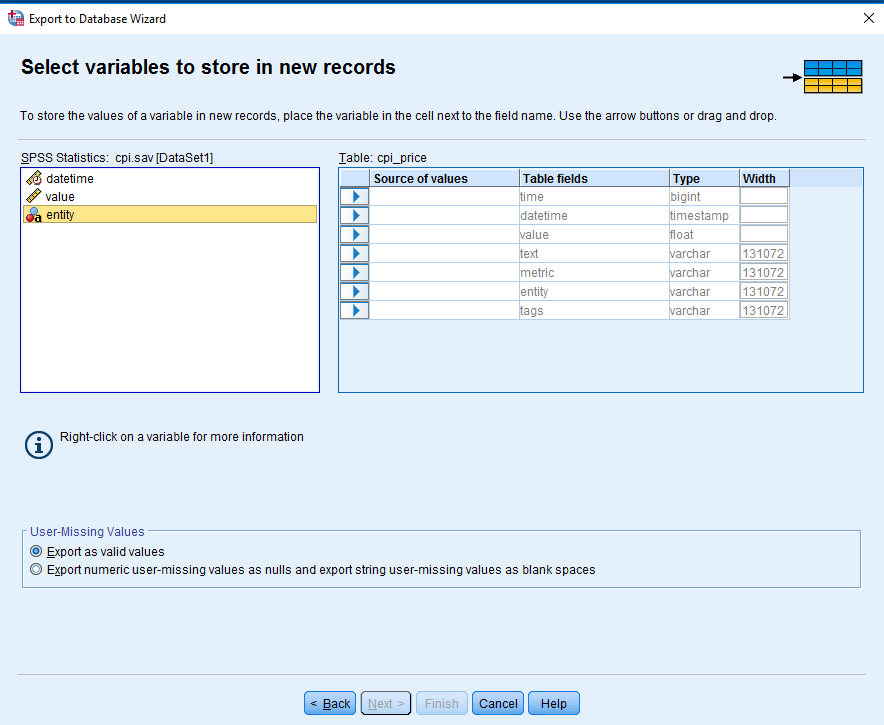 Export to Database Wizard
Select variables to store in new records
To store the values of a variable in new records, place the variable in the cell next to the field name. Use the arrow buttons or drag and drop.
SPSS Statistics: cpi.sav [DataSet1]
Table: cpi_price
datetime
value
entity
Source of values Table fields Type Width
time bigint
datetime timestamp
value float
text varchar 131072
metric varchar 131072
entity varchar 131072
tags varchar 131072
Right-click on a variable for more information
User-Missing Values
Export as valid values
Export numeric user-missing values as nulls and export string user-missing values as blank spaces
< Back Next > Finish Cancel Help